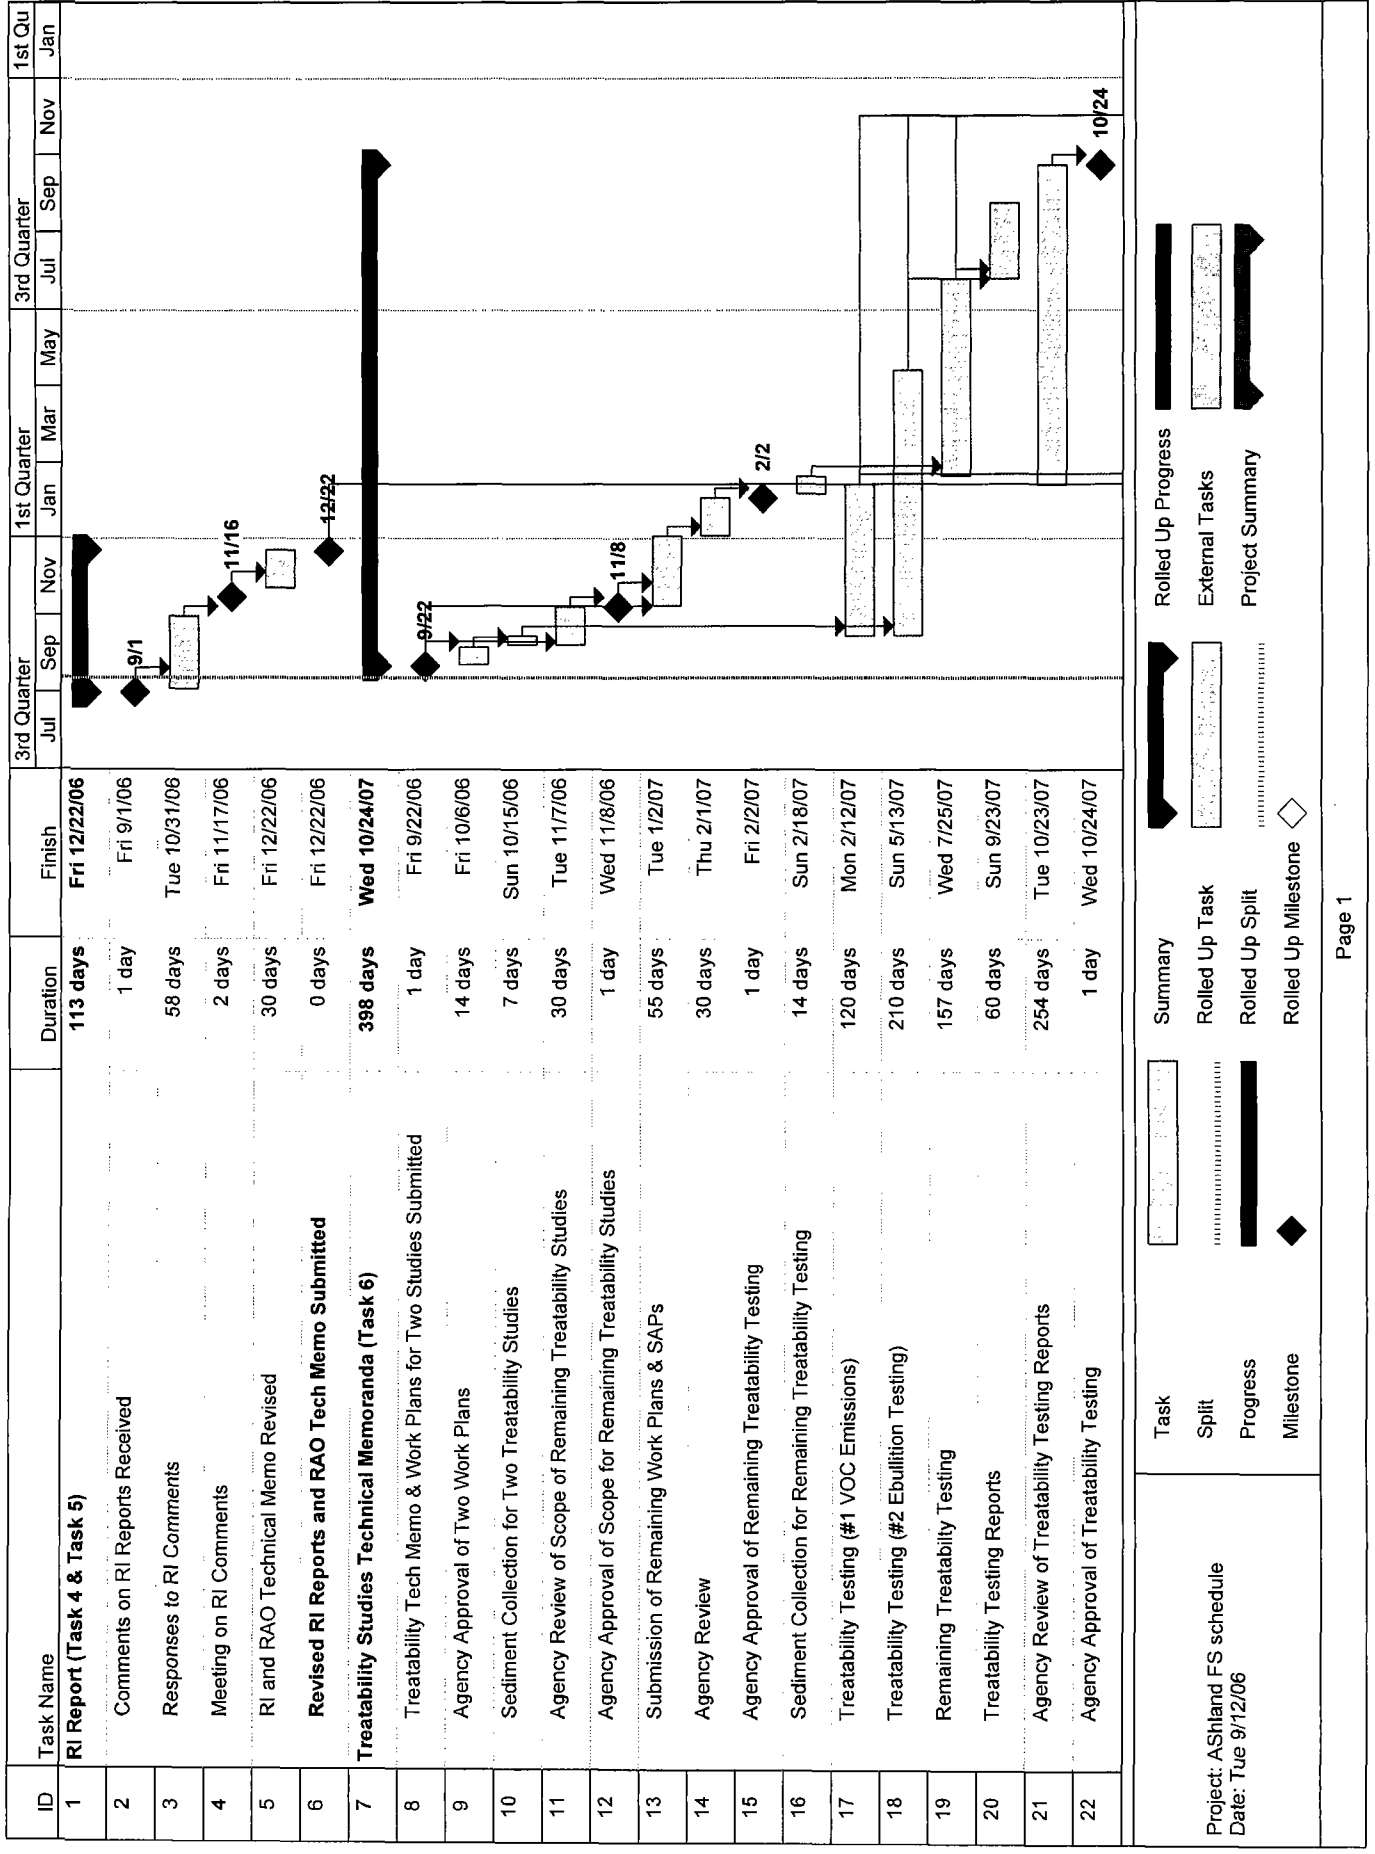 ID Task Name Duration Finish 3rd Quarter 1st Quarter 3rd Quarter 1st Qu
Jul Sep Nov Jan Mar May Jul Sep Nov Jan
1 RI Report (Task 4 & Task 5) 113 days Fri 12/22/06
2 Comments on RI Reports Received 1 day Fri 9/1/06 9/1
3 Responses to RI Comments 58 days Tue 10/31/06
4 Meeting on RI Comments 2 days Fri 11/17/06 11/16
5 RI and RAO Technical Memo Revised 30 days Fri 12/22/06
6 Revised RI Reports and RAO Tech Memo Submitted 0 days Fri 12/22/06 12/22
7 Treatability Studies Technical Memoranda (Task 6) 398 days Wed 10/24/07
8 Treatability Tech Memo & Work Plans for Two Studies Submitted 1 day Fri 9/22/06 9/22
9 Agency Approval of Two Work Plans 14 days Fri 10/6/06
10 Sediment Collection for Two Treatability Studies 7 days Sun 10/15/06
11 Agency Review of Scope of Remaining Treatability Studies 30 days Tue 11/7/06
12 Agency Approval of Scope for Remaining Treatability Studies 1 day Wed 11/8/06 11/8
13 Submission of Remaining Work Plans & SAPs 55 days Tue 1/2/07
14 Agency Review 30 days Thu 2/1/07
15 Agency Approval of Remaining Treatability Testing 1 day Fri 2/2/07 2/2
16 Sediment Collection for Remaining Treatability Testing 14 days Sun 2/18/07
17 Treatability Testing (#1 VOC Emissions) 120 days Mon 2/12/07
18 Treatability Testing (#2 Ebullition Testing) 210 days Sun 5/13/07
19 Remaining Treatabilty Testing 157 days Wed 7/25/07
20 Treatability Testing Reports 60 days Sun 9/23/07
21 Agency Review of Treatability Testing Reports 254 days Tue 10/23/07
22 Agency Approval of Treatability Testing 1 day Wed 10/24/07 10/24
Project: AShland FS schedule
Date: Tue 9/12/06
Task Summary Rolled Up Progress
Split Rolled Up Task External Tasks
Progress Rolled Up Split Project Summary
Milestone Rolled Up Milestone
Page 1